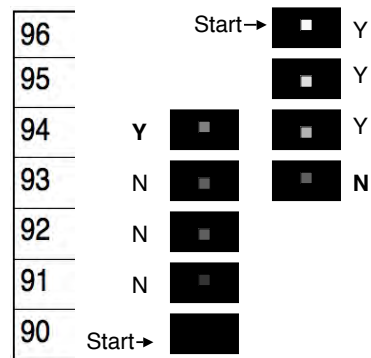 96 Start→ Y
95 Y
94 Y Y
93 N N
92 N
91 N
90 Start→